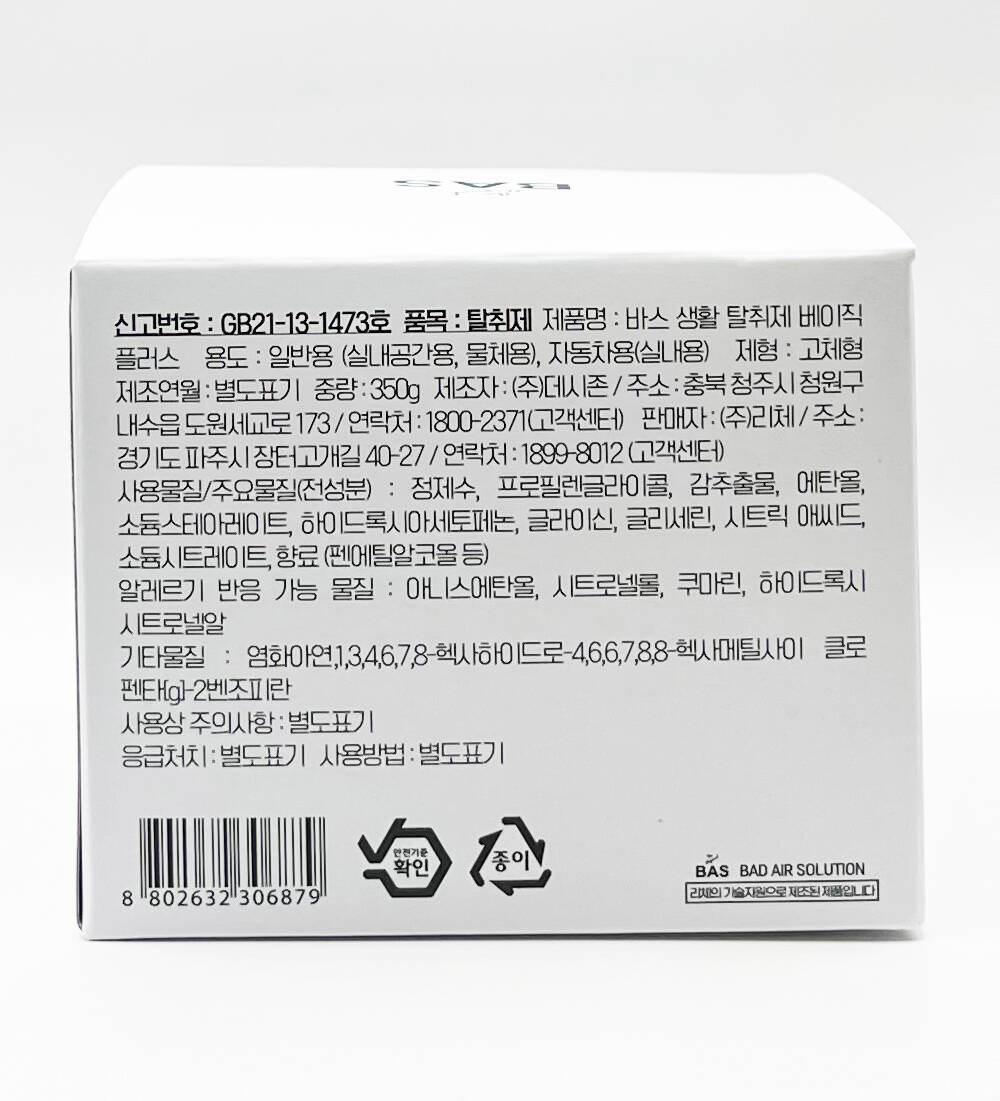 BAS
신고번호 : GB21-13-1473호 품목 : 탈취제 제품명 : 바스 생활 탈취제 베이직
플러스 용도 : 일반용 (실내공간용, 물체용), 자동차용(실내용) 제형 : 고체형
제조연월 : 별도표기 중량 : 350g 제조자 : (주)데시존 / 주소 : 충북 청주시 청원구
내수읍 도원세교로 173 / 연락처 : 1800-2371(고객센터) 판매자 : (주)리체 / 주소 :
경기도 파주시 장터고개길 40-27 / 연락처 : 1899-8012 (고객센터)
사용물질/주요물질(전성분) : 정제수, 프로필렌글라이콜, 감추출물, 에탄올,
소듐스테아레이트, 하이드록시아세토페논, 글라이신, 글리세린, 시트릭 애씨드,
소듐시트레이트, 향료 (펜에틸알코올 등)
알레르기 반응 가능 물질 : 아니스에탄올, 시트로넬롤, 쿠마린, 하이드록시
시트로넬알
기타물질 : 염화아연,1,3,4,6,7,8-헥사하이드로-4,6,6,7,8,8-헥사메틸사이 클로
펜타(g)-2벤조피란
사용상 주의사항 : 별도표기
응급처치 : 별도표기 사용방법 : 별도표기
8 802632 306879
안전기준
확인
종이
BAS BAD AIR SOLUTION
리체의 기술지원으로 제조된 제품입니다